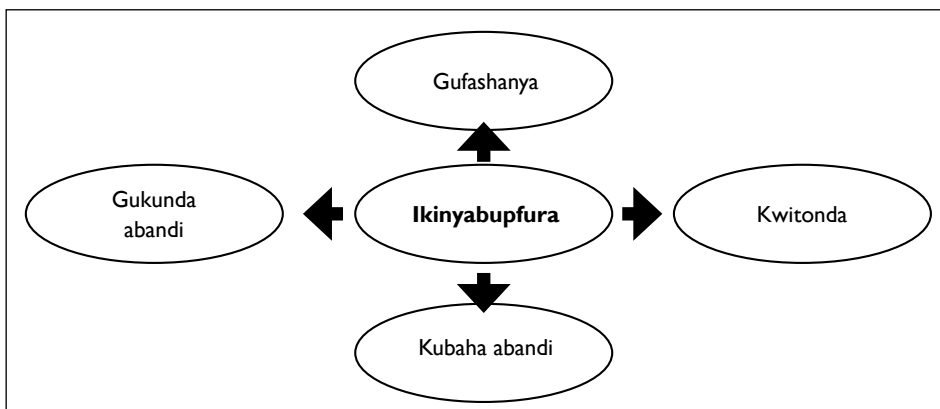 Gufashanya
Gukunda
abandi
Ikinyabupfura
Kwitonda
Kubaha abandi